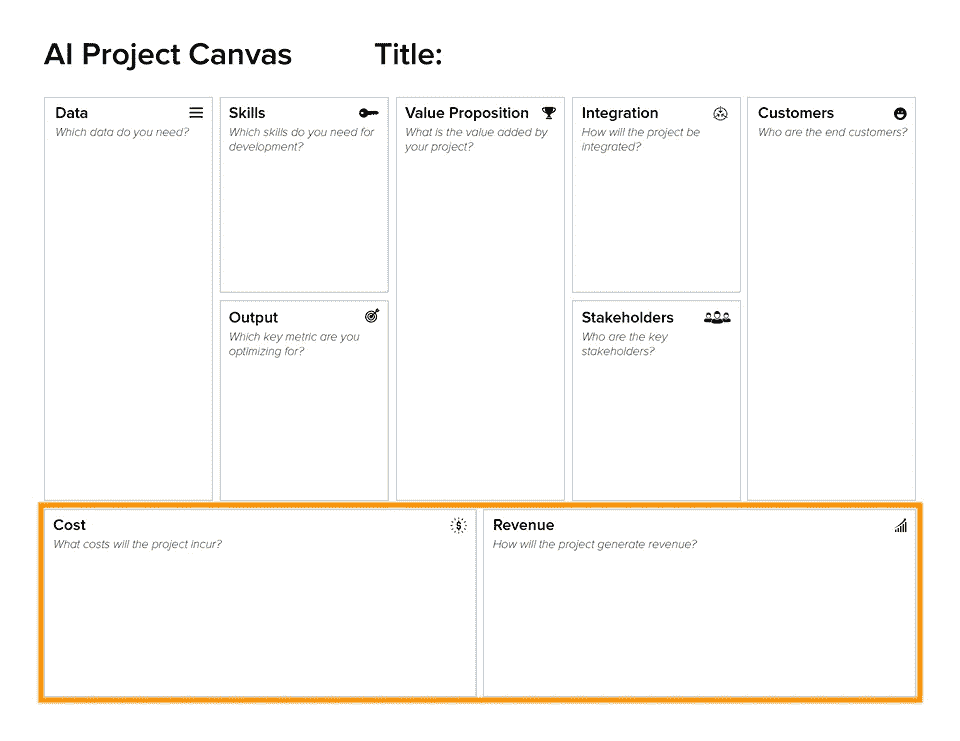 AI Project Canvas
Title:
Data
Which data do you need?
Skills
Which skills do you need for
development?
Value Proposition
What is the value added by
your project?
Integration
How will the project be
integrated?
Customers
Who are the end customers?
Output
Which key metric are you
optimizing for?
Stakeholders
Who are the key
stakeholders?
Cost
$
What costs will the project incur?
Revenue
How will the project generate revenue?